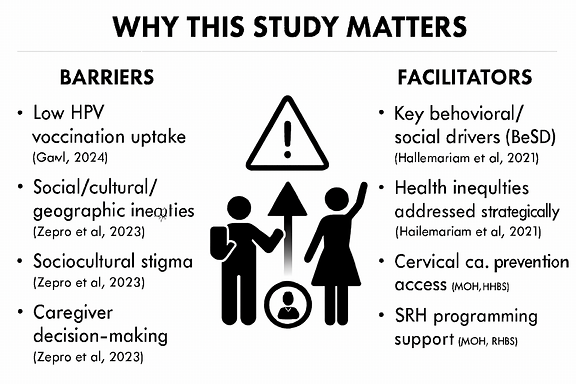 WHY THIS STUDY MATTERS
BARRIERS
• Low HPV
voccination uptake
(Gavl, 2024)
• Social/cultural/
geographic ineqties
(Zepro et al, 2023)
• Sociocultural stigma
(Zepro et al, 2023)
• Caregiver
decision-making
(Zepro et al, 2023)
FACILITATORS
• Key behavioral/
social drivers (BeSD)
(Hallemariam et al, 2021)
• Health inequlties
addressed strategically
(Hailemariam et al, 2021)
• Cervical ca. prevention
access (MOH, HHBS)
• SRH programming
support (MOH, RHBS)